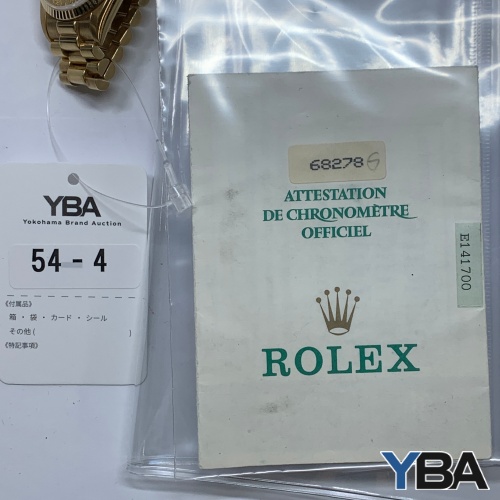 YBA
Yokohama Brand Auction
54 - 4
《付属品》
箱 ・ 袋 ・ カード ・ シール
その他 ( )
《特記事項》
68278 G
ATTESTATION
DE CHRONOMÈTRE
OFFICIEL
E141700
ROLEX
YBA